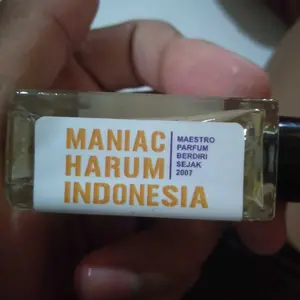 MANIAC
HARUM
INDONESIA
MAESTRO
PARFUM
BERDIRI
SEJAK
2007